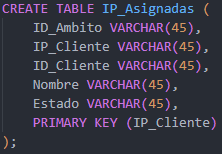 CREATE TABLE IP_Asignadas (
ID_Ambito VARCHAR(45),
IP_Cliente VARCHAR(45),
ID_Cliente VARCHAR(45),
Nombre VARCHAR(45),
Estado VARCHAR(45),
PRIMARY KEY (IP_Cliente)
);